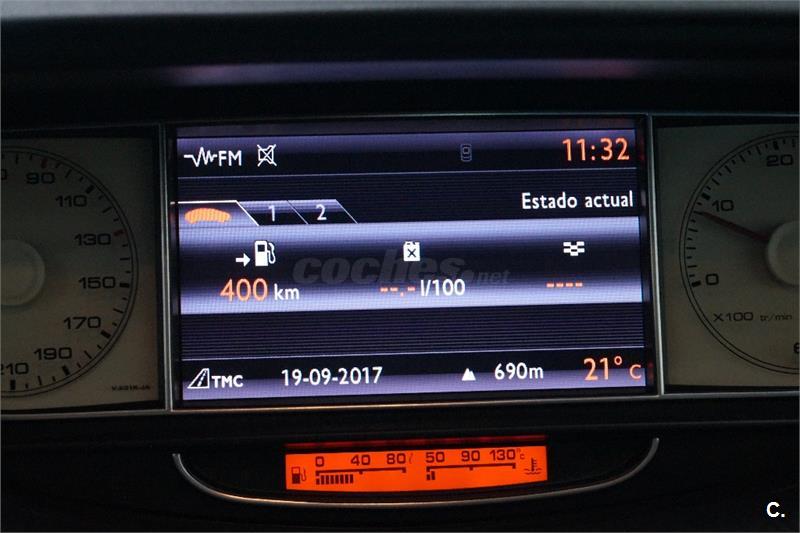 FM 11:32
1 2 Estado actual
400 km --.- l/100 ----
coches.net
TMC 19-09-2017 690m 21° C
90
110
130
150
170
190
210
20
10
0
X100 tr/min
0 40 80 l 50 90 130 °c
C.